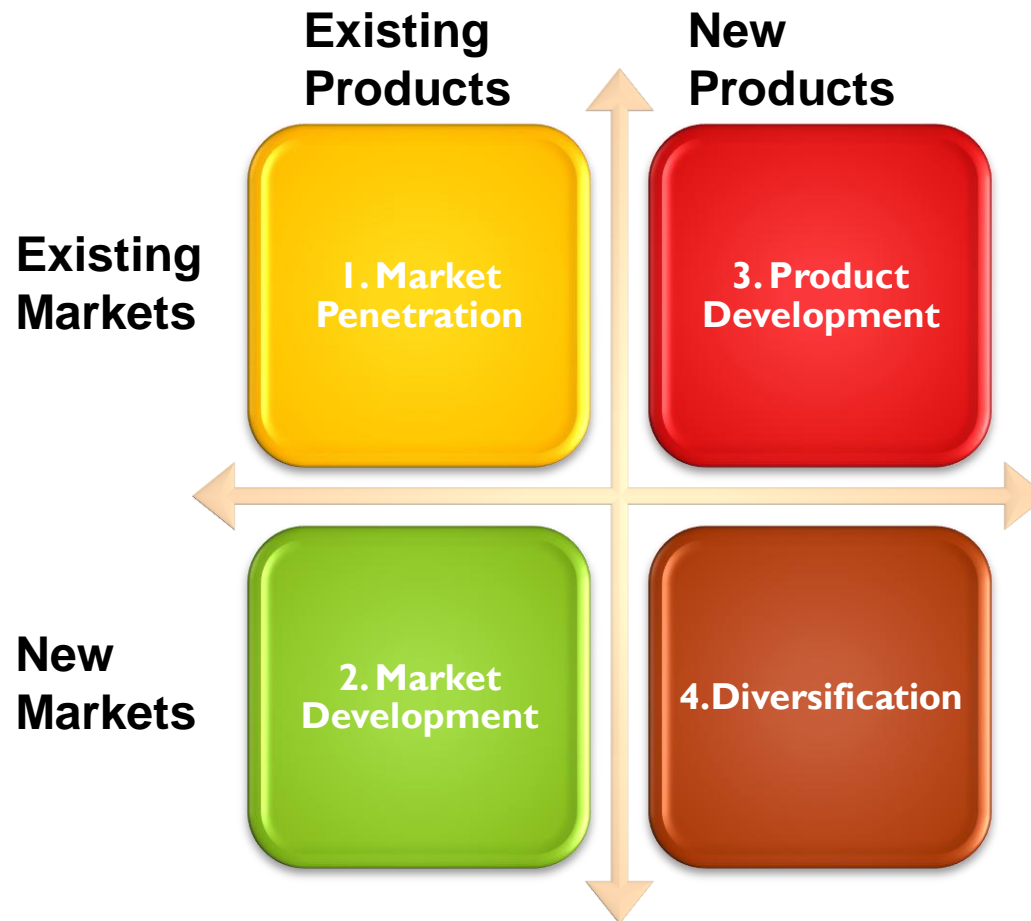 Existing
Products
New
Products
Existing
Markets
1. Market
Penetration
3. Product
Development
New
Markets
2. Market
Development
4.Diversification